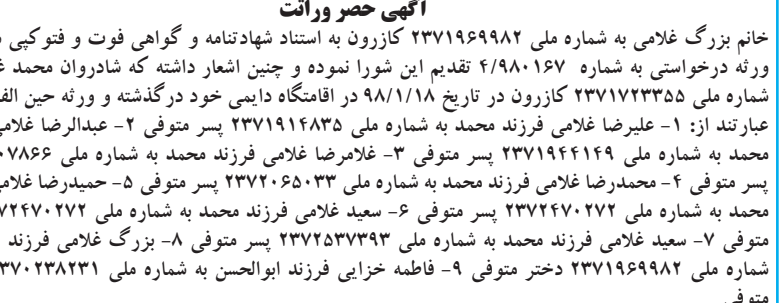 آگهی حصر وراثت
خانم بزرگ غلامی به شماره ملی ۲۳۷۱۹۶۹۹۸۲ کازرون به استناد شهادتنامه و گواهی فوت و فتوکپی
ورثه درخواستی به شماره ۴/۹۸۰۱۶۷ تقدیم این شورا نموده و چنین اشعار داشته که شادروان محمد
شماره ملی ۲۳۷۱۷۲۳۳۵۵ کازرون در تاریخ ۹۸/۱/۱۸ در اقامتگاه دایمی خود درگذشته و ورثه حین
عبارتند از: ۱- علیرضا غلامی فرزند محمد به شماره ملی ۲۳۷۱۹۱۴۸۳۵ پسر متوفی ۲- عبدالرضا غلامی
محمد به شماره ملی ۲۳۷۱۹۴۴۱۴۹ پسر متوفی ۳- غلامرضا غلامی فرزند محمد به شماره ملی ۰۷۸۶۶
پسر متوفی ۴- محمدرضا غلامی فرزند محمد به شماره ملی ۲۳۷۲۰۶۵۰۳۳ پسر متوفی ۵- حمیدرضا غلامی
محمد به شماره ملی ۲۳۷۲۴۷۰۲۷۲ پسر متوفی ۶- سعید غلامی فرزند محمد به شماره ملی ۷۲۴۷۰۲۷۲
متوفی ۷- سعید غلامی فرزند محمد به شماره ملی ۲۳۷۲۵۳۷۳۹۳ پسر متوفی ۸- بزرگ غلامی فرزند
شماره ملی ۲۳۷۱۹۶۹۹۸۲ دختر متوفی ۹- فاطمه خزایی فرزند ابوالحسن به شماره ملی ۳۷۰۲۳۸۲۳۱
متوفی